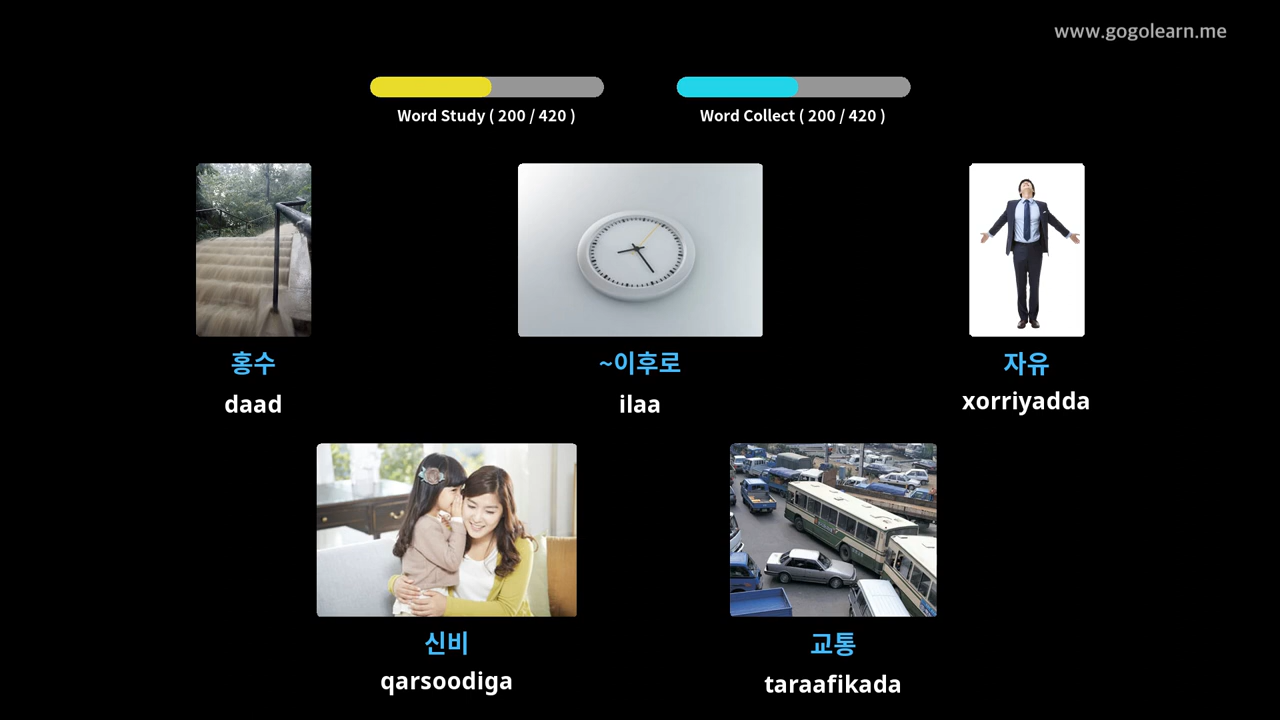 www.gogolearn.me
Word Study ( 200 / 420 )
Word Collect ( 200 / 420 )
홍수
daad
~이후로
ilaa
자유
xorriyadda
신비
qarsoodiga
교통
taraafikada